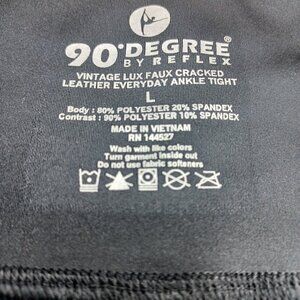 90°DEGREE
BY REFLEX
VINTAGE LUX FAUX CRACKED
LEATHER EVERYDAY ANKLE TIGHT
L
Body : 80% POLYESTER 20% SPANDEX
Contrast : 90% POLYESTER 10% SPANDEX
MADE IN VIETNAM
RN 144527
Wash with like colors
Turn garment inside out
Do not use fabric softeners